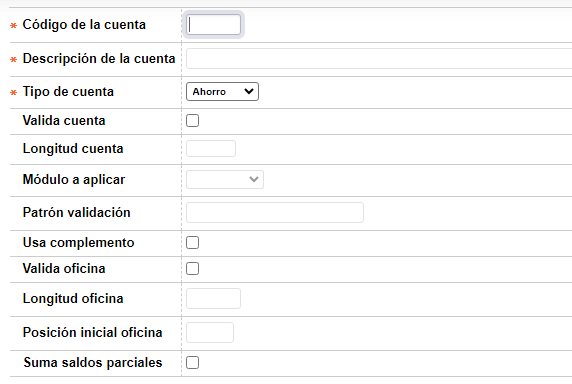 * Código de la cuenta
* Descripción de la cuenta
* Tipo de cuenta Ahorro
Valida cuenta
Longitud cuenta
Módulo a aplicar
Patrón validación
Usa complemento
Valida oficina
Longitud oficina
Posición inicial oficina
Suma saldos parciales